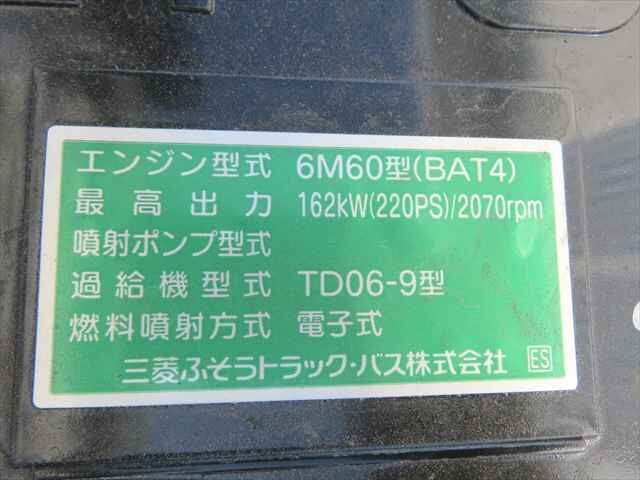 エンジン型式 6M60型(BAT4)
最高出力 162kW(220PS)/2070rpm
噴射ポンプ型式
過給機型式 TD06-9型
燃料噴射方式 電子式
三菱ふそうトラック・バス株式会社 ES